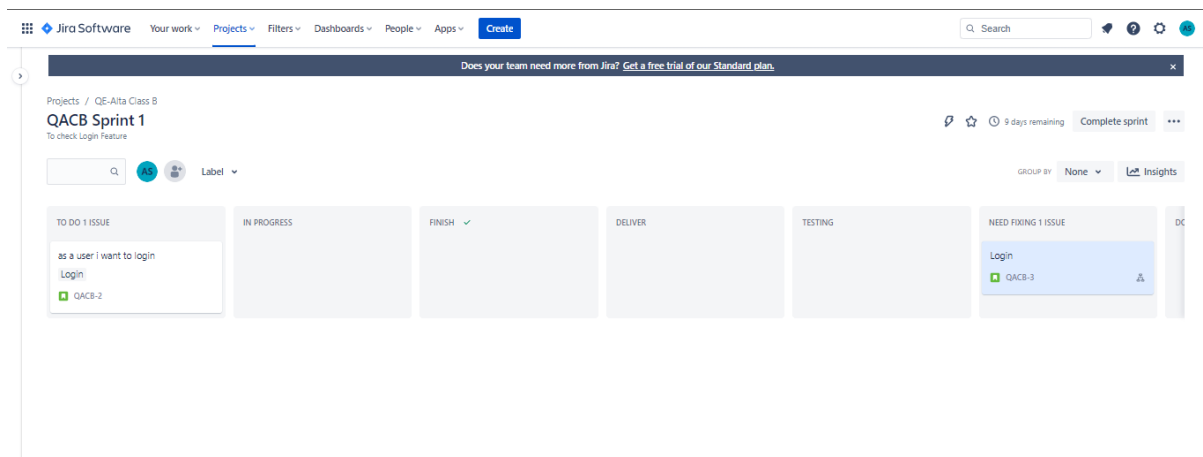 Jira Software Your work Projects Filters Dashboards People Apps Create Search AS
Does your team need more from Jira? Get a free trial of our Standard plan.
Projects / QE-Alta Class B
QACB Sprint 1
9 days remaining Complete sprint
To check Login Feature
AS Label
GROUP BY None Insights
TO DO 1 ISSUE IN PROGRESS FINISH DELIVER TESTING NEED FIXING 1 ISSUE
as a user i want to login
Login
QACB-2
Login
QACB-3